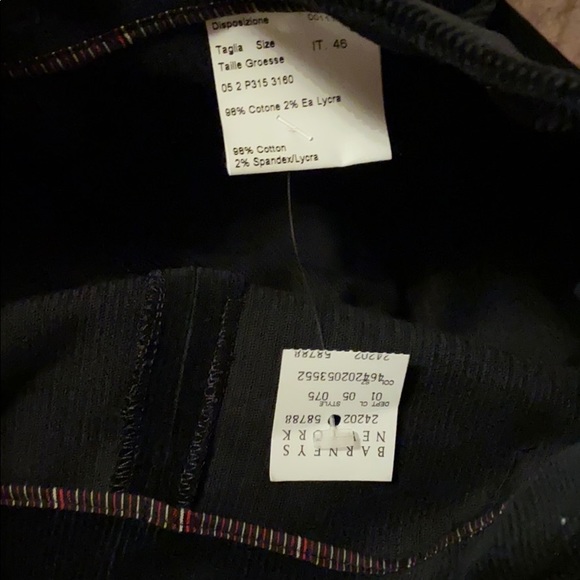 Disposizione
Taglia Size IT. 46
Taille Groesse
05 2 P315 3160
98% Cotone 2% Ea Lycra
98% Cotton
2% Spandex/Lycra
BARNEYS
NEW YORK
24202 58788
DEPT CL STYLE
01 05 075
464202053552
24202 58788